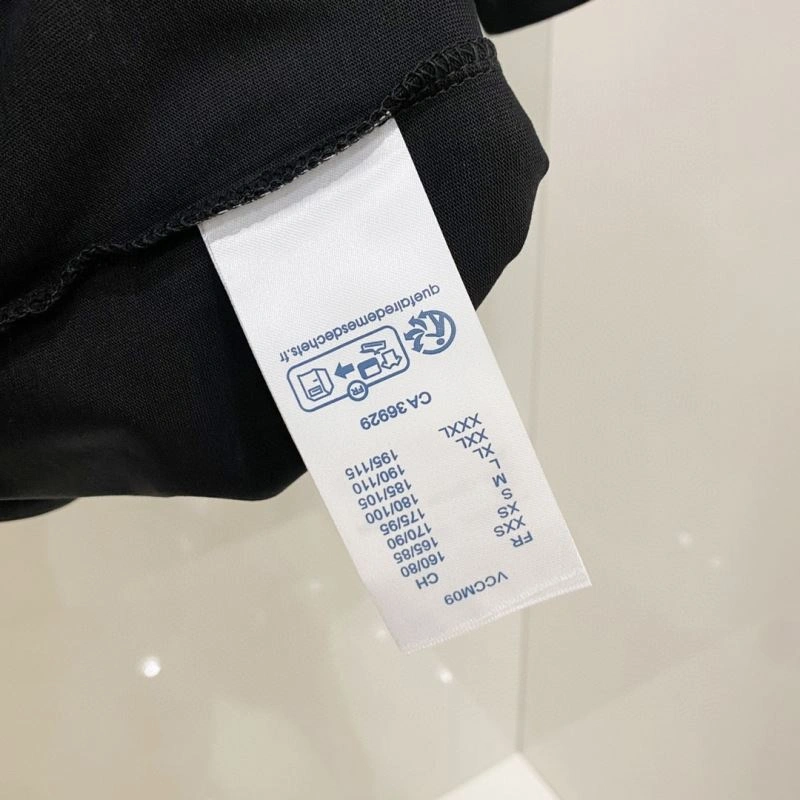 VCCM09
FR CH
XXS 160/80
XS 165/85
S 170/90
M 175/95
L 180/100
XL 185/105
XXL 190/110
XXXL 195/115
CA 36929
FR
quefairedemesdechets.fr